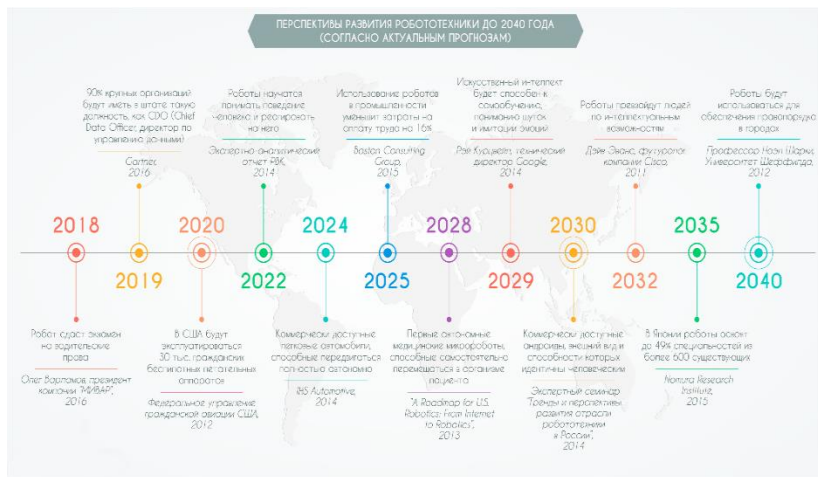 ПЕРСПЕКТИВЫ РАЗВИТИЯ РОБОТОТЕХНИКИ ДО 2040 ГОДА
(СОГЛАСНО АКТУАЛЬНЫМ ПРОГНОЗАМ)
90% крупных организаций
будут иметь в штате такую
должность, как CDO (Chief
Data Officer, директор по
управлению данными)
Gartner,
2016
Роботы научатся
понимать поведение
человека и реагировать
на него
Экспертно-аналитические
отчет РВК,
2014
Использование роботов
в промышленности
уменьшит затраты на
оплату труда на 16%
Boston Consulting
Group,
2015
Искусственный интеллект
будет способен к
самообучению,
пониманию шуток
и имитации эмоций
Рэй Курцвейл, технический
директор Google,
2014
Роботы превзойдут людей
по интеллектуальным
возможностям
Дэйв Эванс, футуролог
компании Cisco,
2011
Роботы будут
использоваться для
обеспечения правопорядка
в городах
Профессор Ноэл Шарки,
Университет Шеффилда,
2012
2018
2020
2024
2028
2030
2035
2019
2022
2025
2029
2032
2040
Робот сдаст экзамен
на водительские
права
Олег Варламов, президент
компании "МИВАР",
2016
В США будут
эксплуатироваться
30 тыс. гражданских
беспилотных летательных
аппаратов
Федеральное управление
гражданской авиации США,
2012
Коммерчески доступные
легковые автомобили,
способные передвигаться
полностью автономно
IHS Automotive,
2014
Первые автономные
медицинские микророботы,
способные самостоятельно
перемещаться в организме
пациента
"A Roadmap for U.S.
Robotics: From Internet
to Robotics",
2013
Коммерчески доступные
андроиды, внешний вид и
способности которых
идентичны человеческим
Экспертный семинар
"Тренды и перспективы
развития отрасли
робототехники
в России",
2014
В Японии роботы освоят
до 49% специальностей из
более 600 существующих
Nomura Research
Institute,
2015